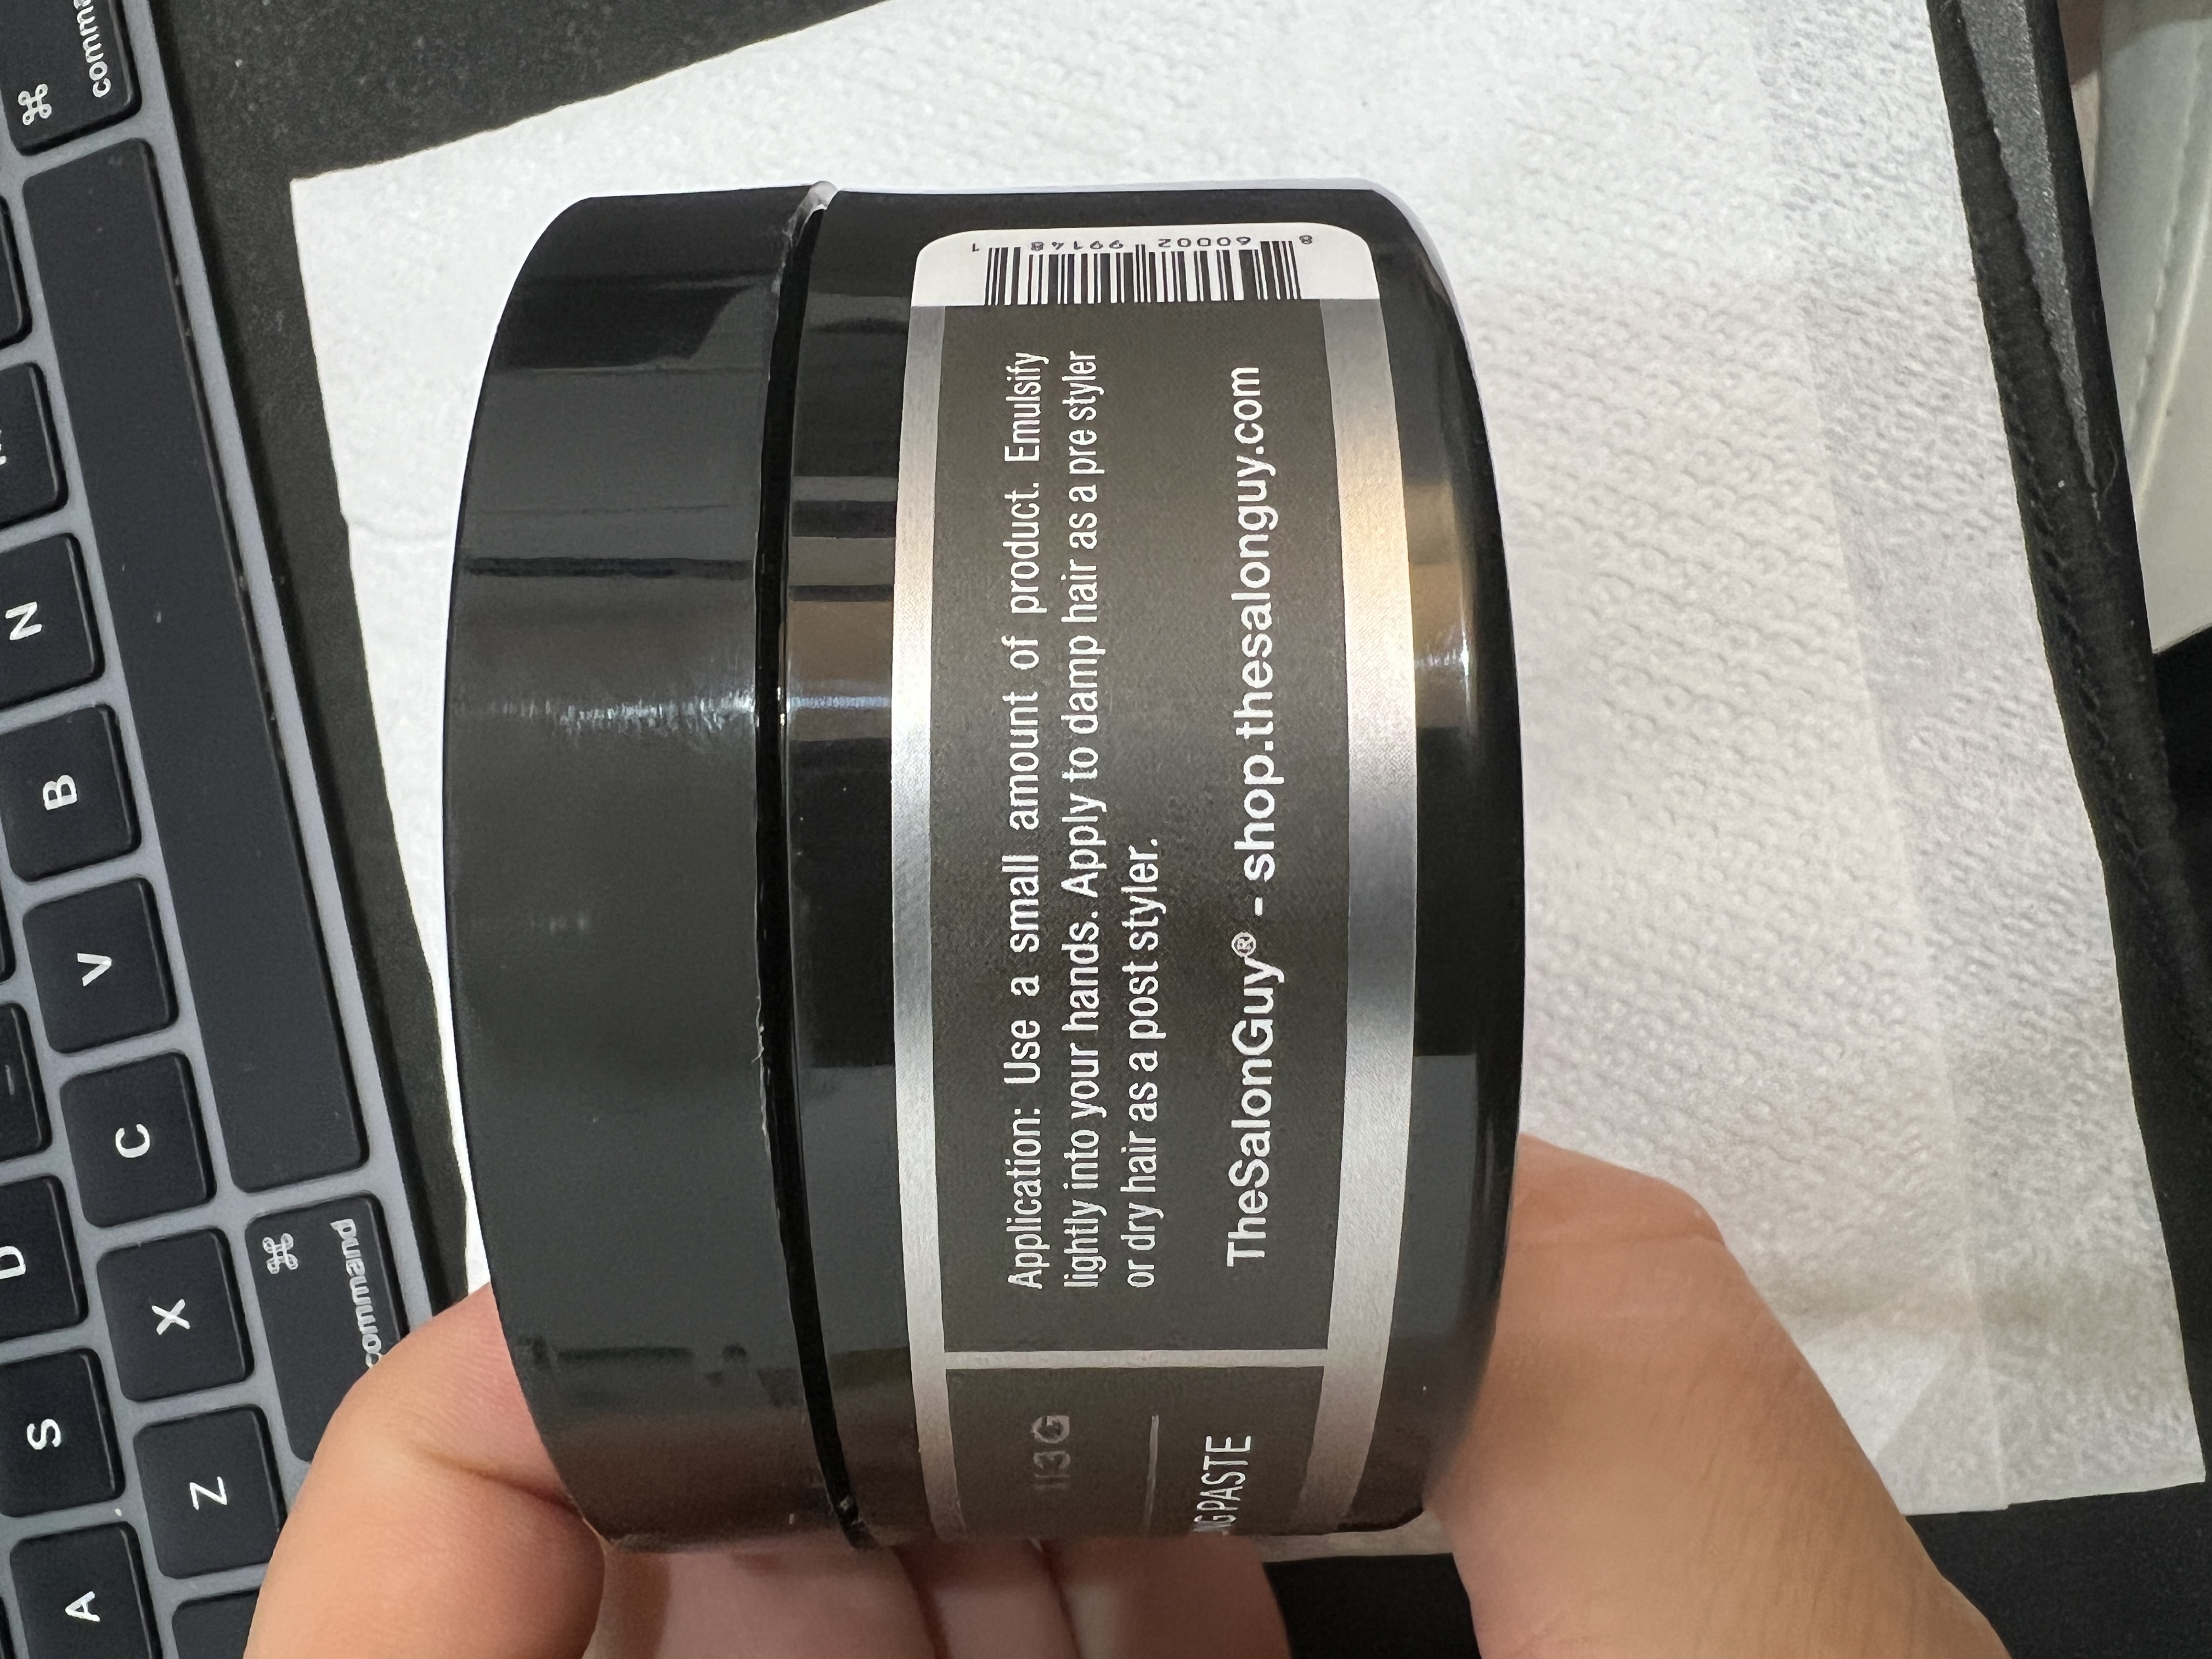 Application: Use a small amount of product. Emulsify
lightly into your hands. Apply to damp hair as a pre styler
or dry hair as a post styler.
TheSalonGuy® - shop.thesalonguy.com
8 60002 99148 1
113G
PASTE
⌘
command
⌘
N
B
V
C
X
Z
D
S
A